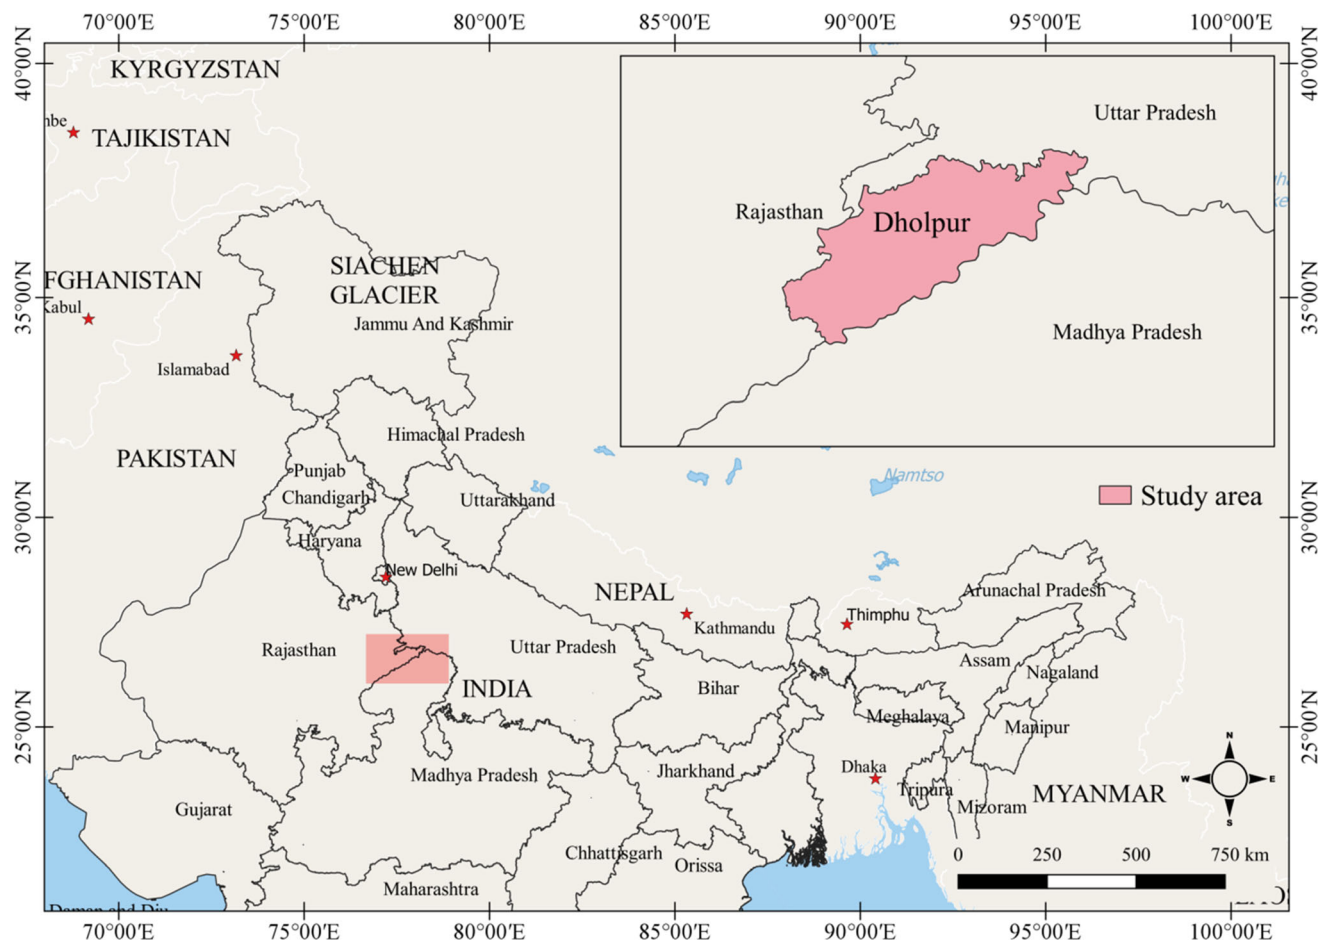 70°00'E 75°00'E 80°00'E 85°00'E 90°00'E 95°00'E 100°00'E
40°00'N
40°00'N
KYRGYZSTAN
nbe
TAJIKISTAN
Uttar Pradesh
Rajasthan
Dholpur
Madhya Pradesh
FGHANISTAN
Kabul
SIACHEN
GLACIER
Jammu And Kashmir
35°00'N
35°00'N
Islamabad
Himachal Pradesh
PAKISTAN
Punjab
Chandigarh
Uttarakhand
Namtso
Study area
30°00'N
30°00'N
Haryana
New Delhi
NEPAL
Kathmandu
Thimphu
Arunachal Pradesh
Rajasthan
Uttar Pradesh
Assam
Nagaland
INDIA
Bihar
Meghalaya
Manipur
25°00'N
25°00'N
N
W E
S
Madhya Pradesh
Jharkhand
Dhaka
Tripura
Mizoram
MYANMAR
Gujarat
Chhattisgarh
Orissa
0 250 500 750 km
Maharashtra
Daman and Diu
LAO
70°00'E 75°00'E 80°00'E 85°00'E 90°00'E 95°00'E 100°00'E